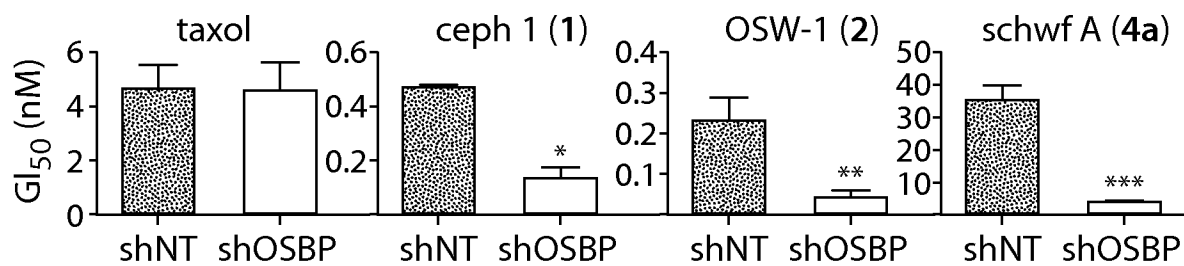 taxol
ceph 1 (1)
OSW-1 (2)
schwf A (4a)
GI50 (nM)
6
4
2
0
0.6
0.4
0.2
0.4
0.3
0.2
0.1
50
40
30
20
10
*
**
***
shNT shOSBP
shNT shOSBP
shNT shOSBP
shNT shOSBP